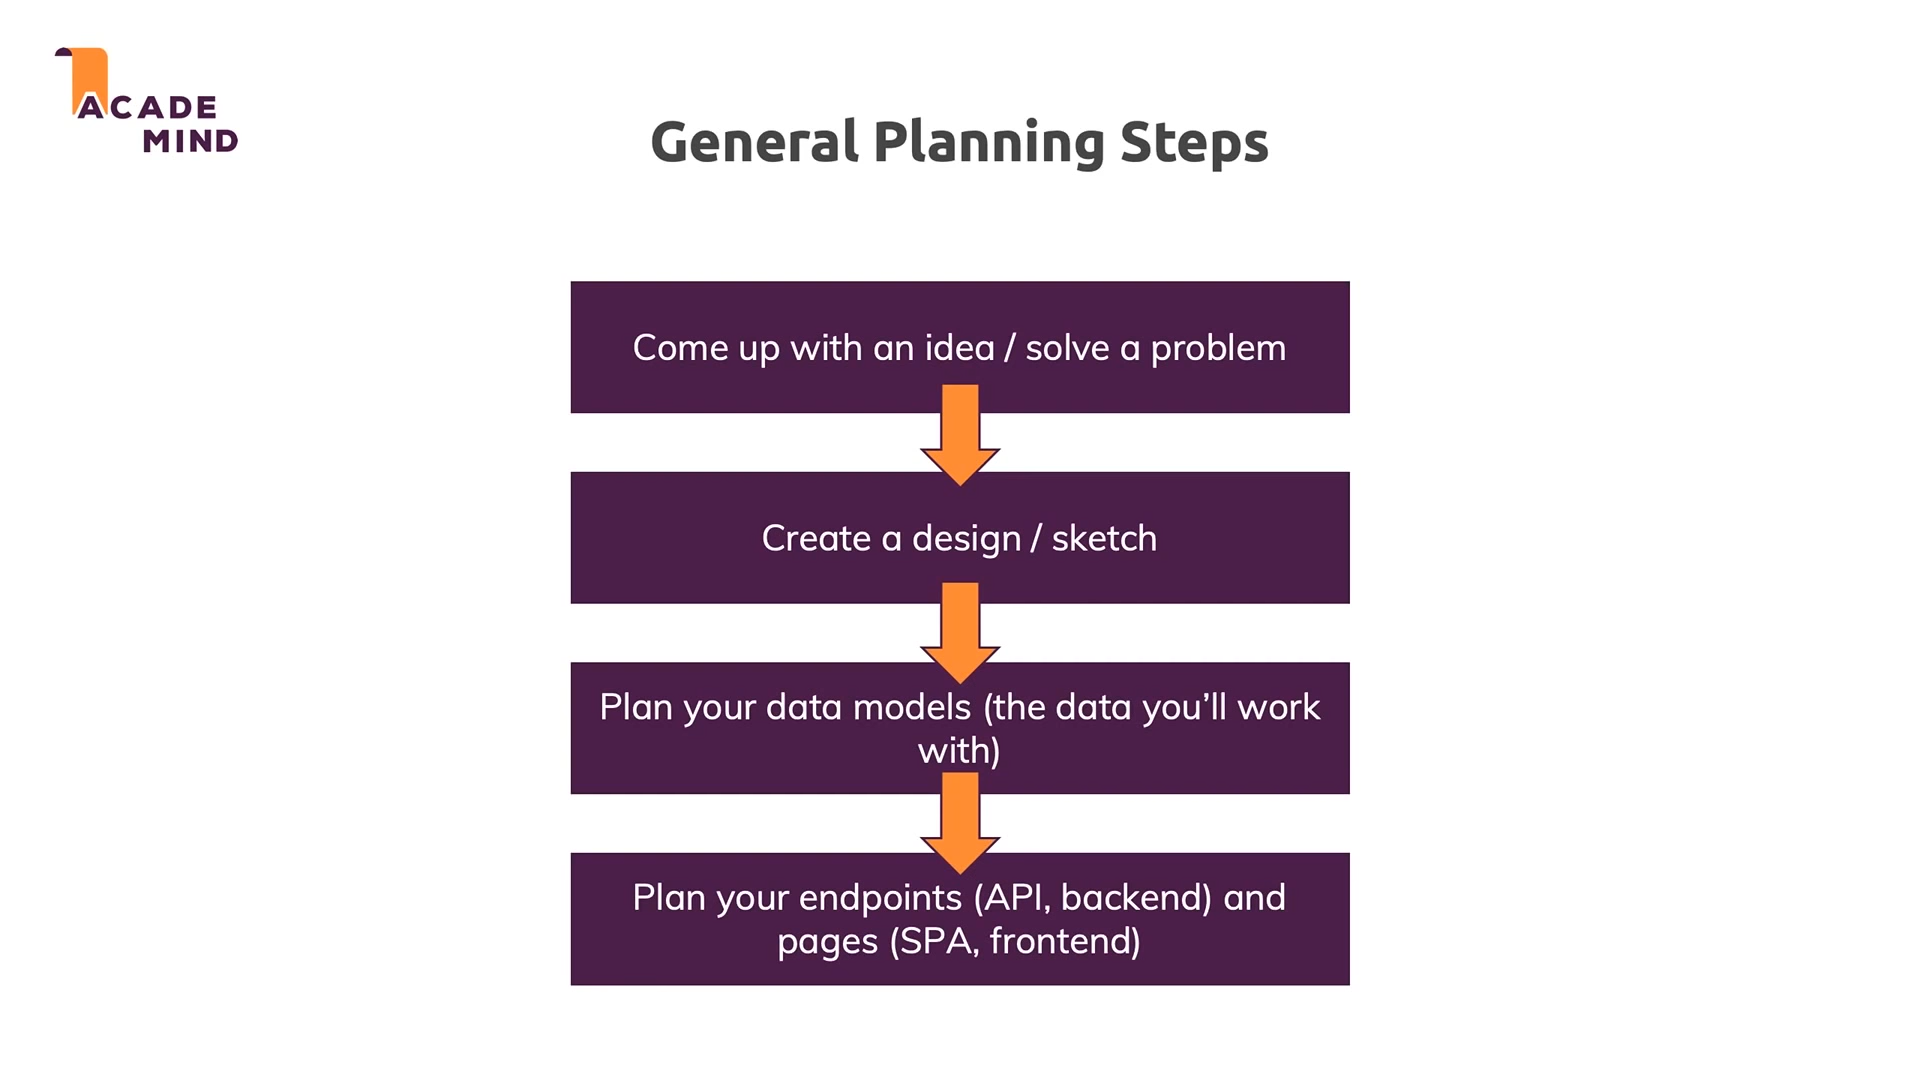 ACADE
MIND
General Planning Steps
Come up with an idea / solve a problem
Create a design / sketch
Plan your data models (the data you’ll work
with)
Plan your endpoints (API, backend) and
pages (SPA, frontend)